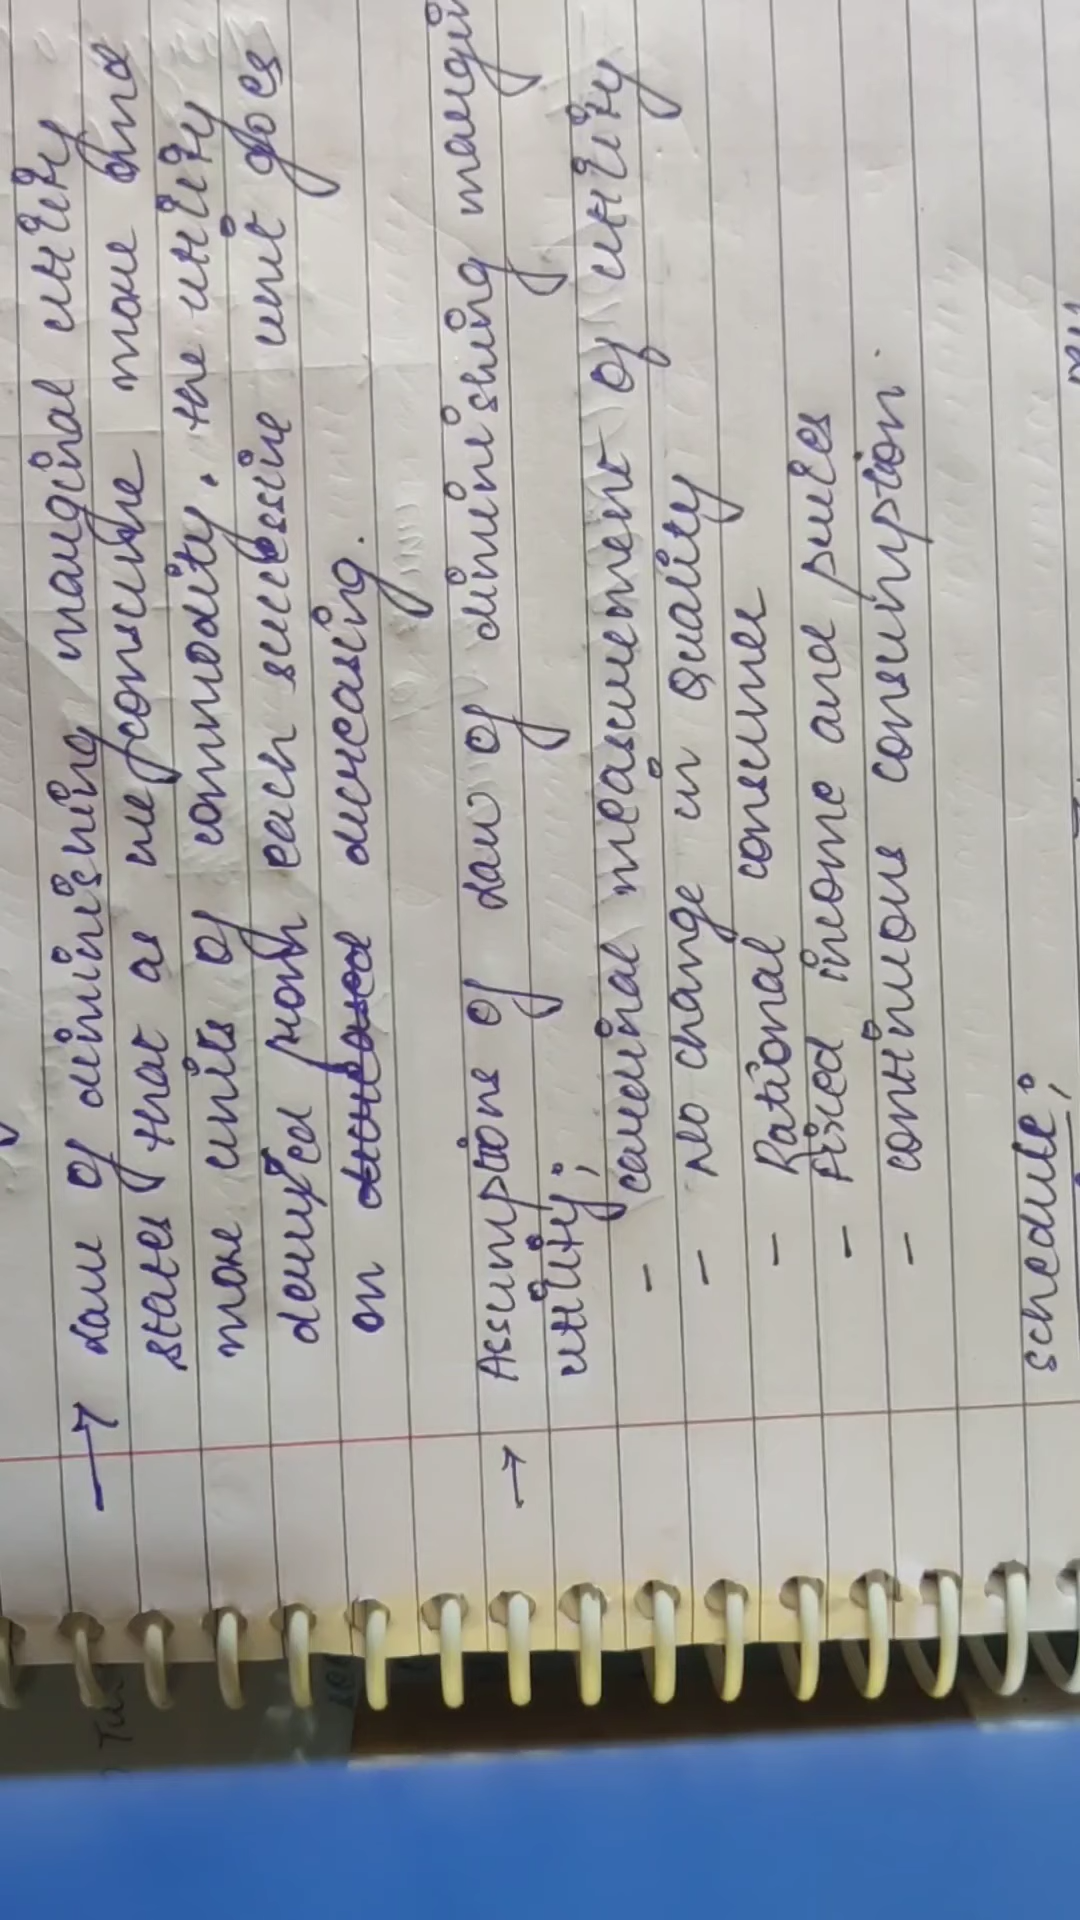 → Law of diminishing marginal utility
states that as we consume more and
more units of commodity, the utility
derived from each successive unit goes
on decreasing.
→ Assumptions of Law of diminishing margin
utility:
- cardinal measurement of utility
- No change in quality
- Rational consumer
- fixed income and prices
- continuous consumption.
schedule: